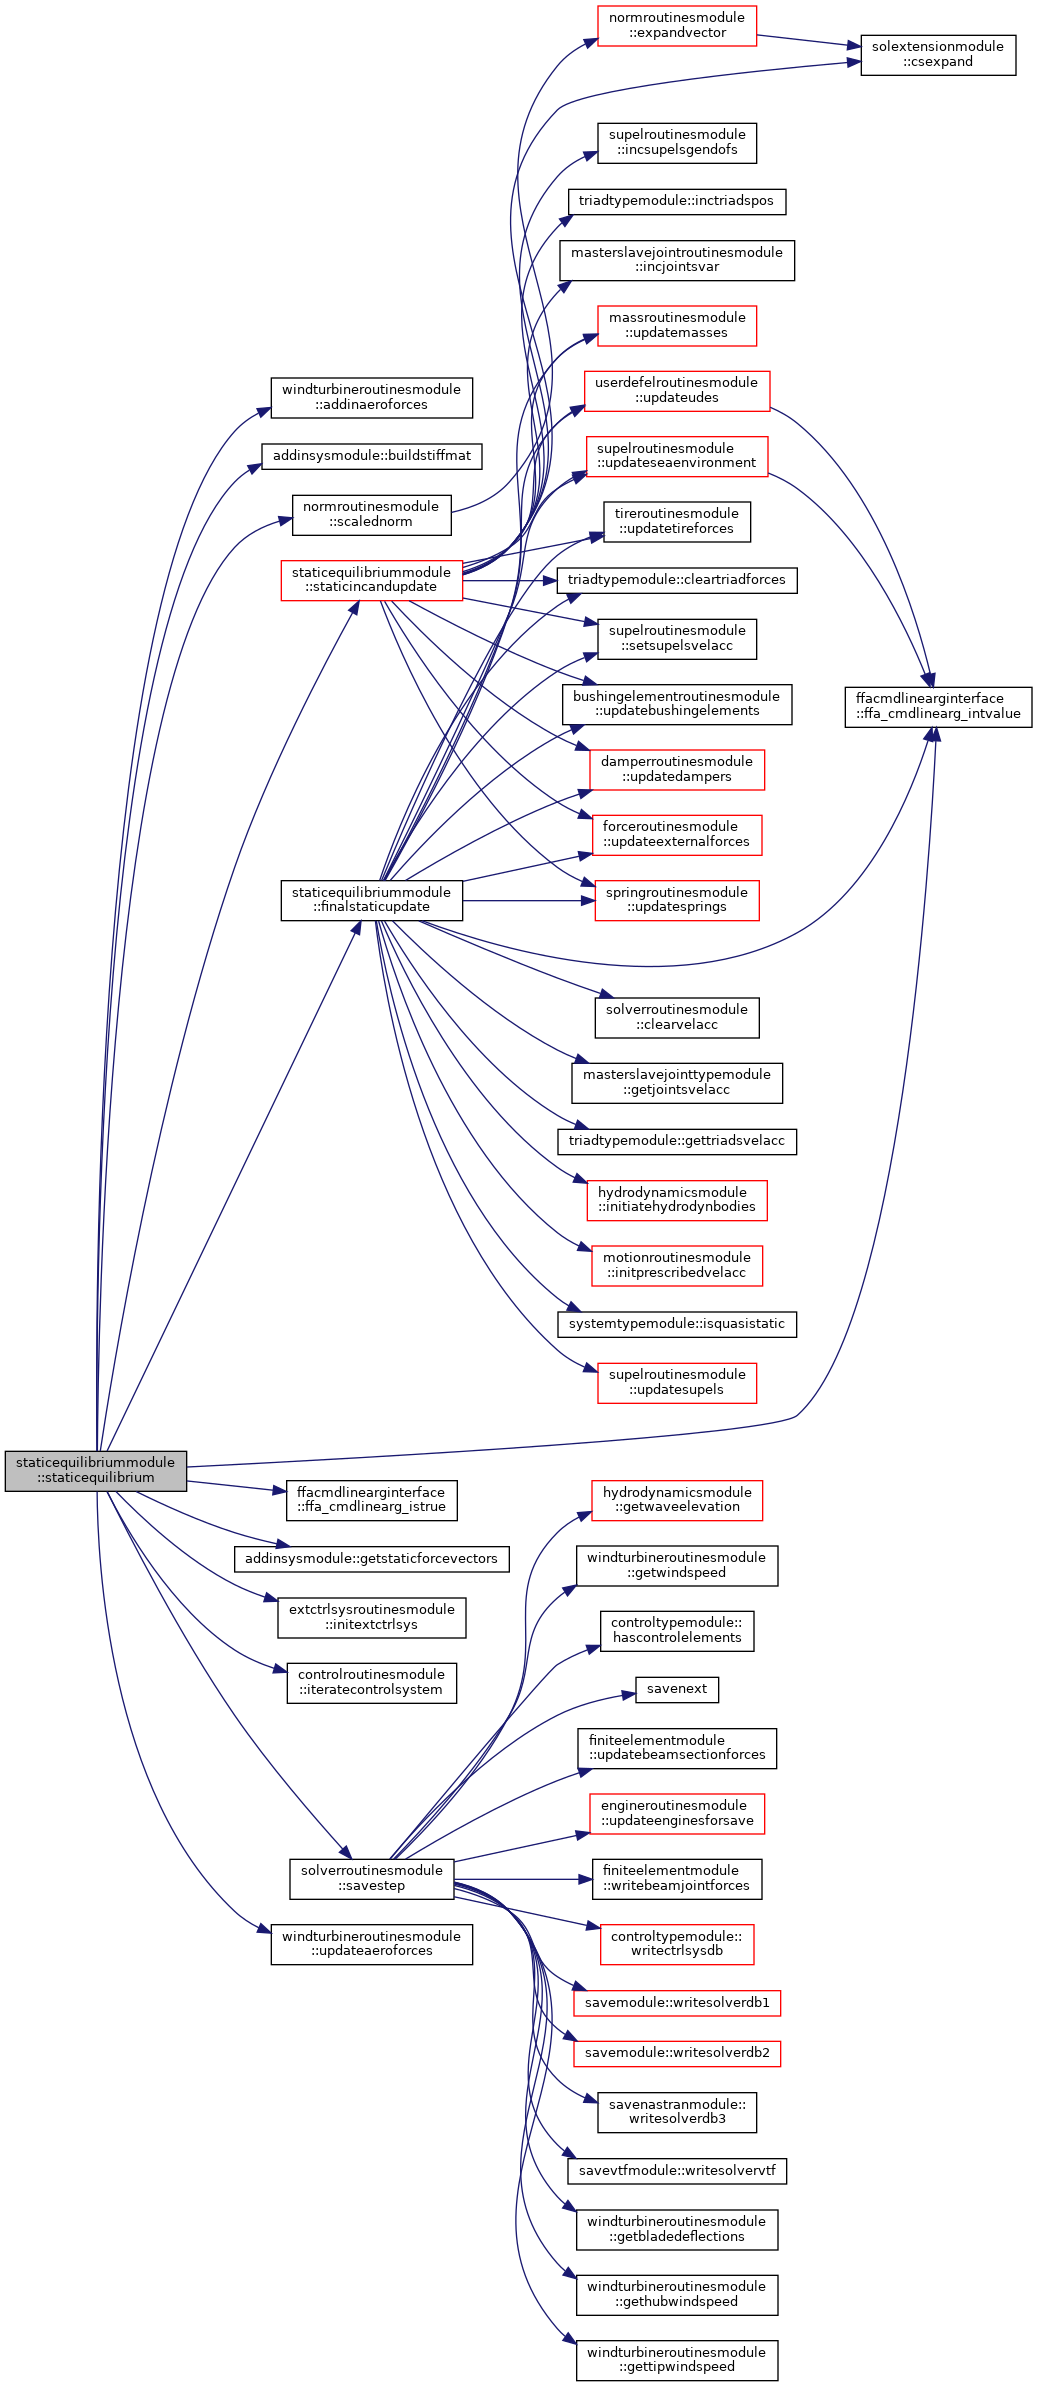 normroutinesmodule
::expandvector
solextensionmodule
::csexpand
supelroutinesmodule
::incsupelsgendofs
triadtypemodule::inctriadspos
masterslavejointroutinesmodule
::incjointsvar
massroutinesmodule
::updatemasses
userdefelroutinesmodule
::updateudes
windturbineroutinesmodule
::addinaeroforces
supelroutinesmodule
::updateseaenvironment
addinsysmodule::buildstiffmat
normroutinesmodule
::scalednorm
tireroutinesmodule
::updatetireforces
staticequilibriummodule
::staticincandupdate
triadtypemodule::cleartriadforces
supelroutinesmodule
::setsupelsvelacc
bushingelementroutinesmodule
::updatebushingelements
ffacmdlinearginterface
::ffa_cmdlinearg_intvalue
damperroutinesmodule
::updatedampers
forceroutinesmodule
::updateexternalforces
staticequilibriummodule
::finalstaticupdate
springroutinesmodule
::updatesprings
solverroutinesmodule
::clearvelacc
masterslavejointtypemodule
::getjointsvelacc
triadtypemodule::gettriadsvelacc
hydrodynamicsmodule
::initiatehydrodynbodies
motionroutinesmodule
::initprescribedvelacc
systemtypemodule::isquasistatic
supelroutinesmodule
::updatesupels
staticequilibriummodule
::staticequilibrium
ffacmdlinearginterface
::ffa_cmdlinearg_istrue
hydrodynamicsmodule
::getwaveelevation
addinsysmodule::getstaticforcevectors
windturbineroutinesmodule
::getwindspeed
extctrlsysroutinesmodule
::initextctrlsys
controltypemodule::
hascontrolelements
controlroutinesmodule
::iteratecontrolsystem
savenext
finiteelementmodule
::updatebeamsectionforces
engineroutinesmodule
::updateenginesforsave
solverroutinesmodule
::savestep
finiteelementmodule
::writebeamjointforces
windturbineroutinesmodule
::updateaeroforces
controltypemodule::
writectrlsysdb
savemodule::writesolverdb1
savemodule::writesolverdb2
savenastranmodule::
writesolverdb3
savevtfmodule::writesolvervtf
windturbineroutinesmodule
::getbladedeflections
windturbineroutinesmodule
::gethubwindspeed
windturbineroutinesmodule
::gettipwindspeed